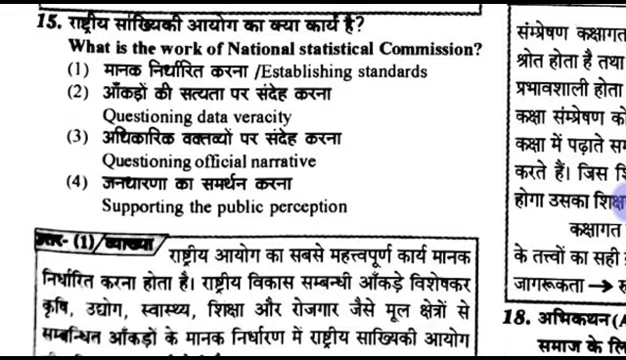 15. राष्ट्रीय सांख्यिकी आयोग का क्या कार्य है?
What is the work of National statistical Commission?
(1) मानक निर्धारित करना /Establishing standards
(2) आँकड़ों की सत्यता पर संदेह करना
Questioning data veracity
(3) अधिकारिक वक्तव्यों पर संदेह करना
Questioning official narrative
(4) जनधारणा का समर्थन करना
Supporting the public perception
उत्तर- (1)/व्याख्या
राष्ट्रीय आयोग का सबसे महत्त्वपूर्ण कार्य मानक
निर्धारित करना होता है। राष्ट्रीय विकास सम्बन्धी आँकड़े विशेषकर
कृषि, उद्योग, स्वास्थ्य, शिक्षा और रोजगार जैसे मूल क्षेत्रों से
सम्बन्धित आँकड़ों के मानक निर्धारण में राष्ट्रीय साख्यिकी आयोग
संम्प्रेषण कक्षागत
श्रोत होता है तथा
प्रभावशाली होता
कक्षा संम्प्रेषण को
कक्षा में पढ़ाते
करते हैं। जिस
होगा उसका
कक्षागत
के तत्त्वों का सही
जागरूकता →
18. अभिकथन (A
समाज के